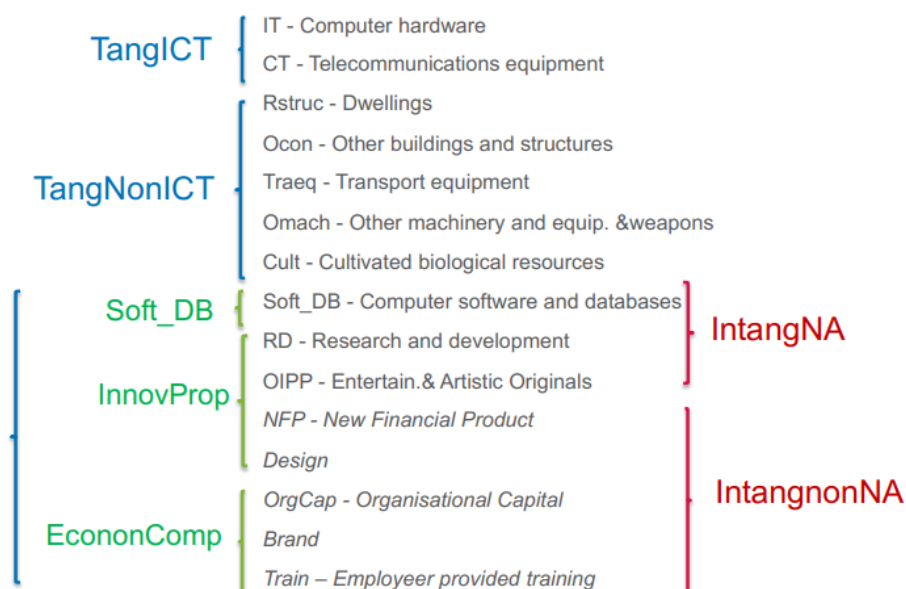 TangICT
IT - Computer hardware
CT - Telecommunications equipment
TangNonICT
Rstruc - Dwellings
Ocon - Other buildings and structures
Traeq - Transport equipment
Omach - Other machinery and equip. &weapons
Cult - Cultivated biological resources
Soft_DB
Soft_DB - Computer software and databases
IntangNA
InnovProp
RD - Research and development
OIPP - Entertain.& Artistic Originals
NFP - New Financial Product
Design
IntangnonNA
EcononComp
OrgCap - Organisational Capital
Brand
Train – Employeer provided training